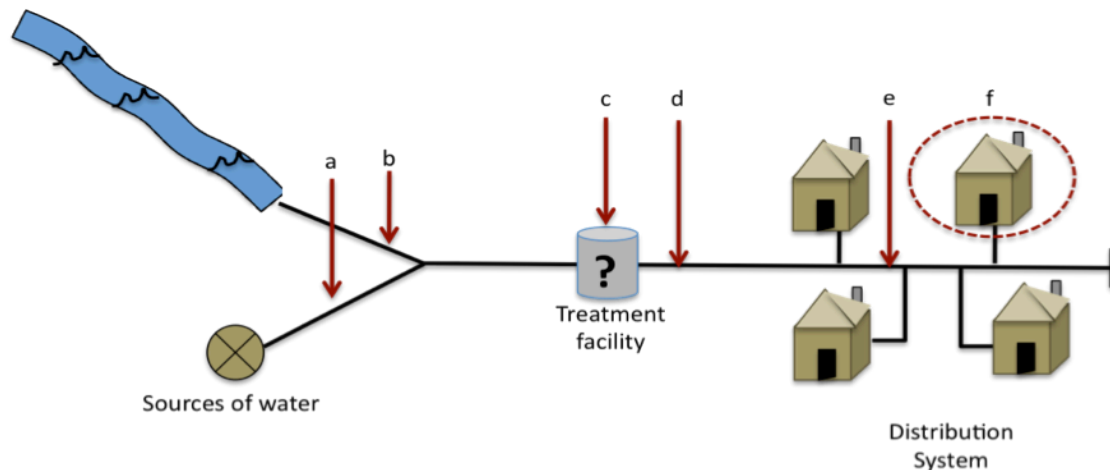 a
b
c
d
e
f
?
Treatment
facility
Sources of water
Distribution
System